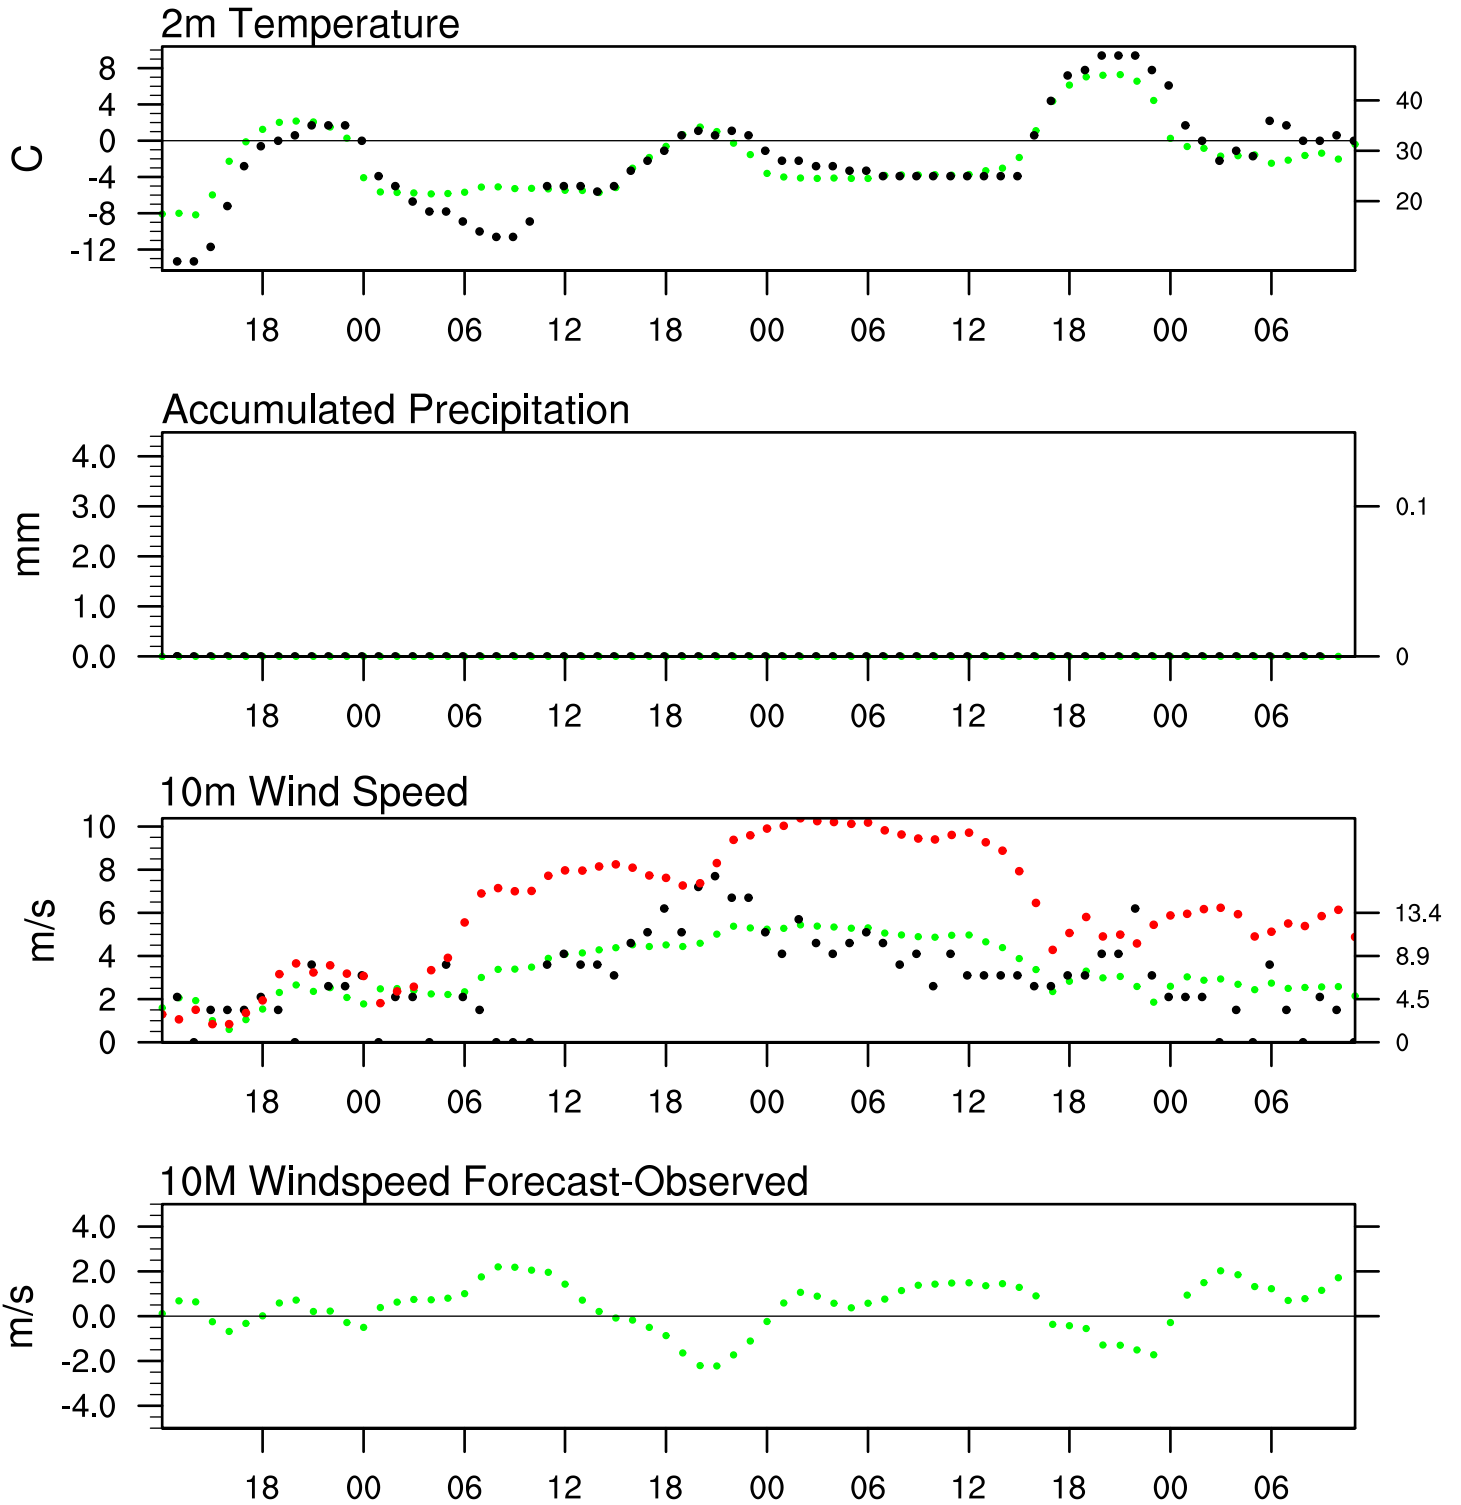 2m Temperature
8
4
0
-4
-8
-12
C
40
30
20
18 00 06 12 18 00 06 12 18 00 06
Accumulated Precipitation
4.0
3.0
2.0
1.0
0.0
mm
0.1
0
18 00 06 12 18 00 06 12 18 00 06
10m Wind Speed
10
8
6
4
2
0
m/s
13.4
8.9
4.5
0
18 00 06 12 18 00 06 12 18 00 06
10M Windspeed Forecast-Observed
4.0
2.0
0.0
-2.0
-4.0
m/s
18 00 06 12 18 00 06 12 18 00 06